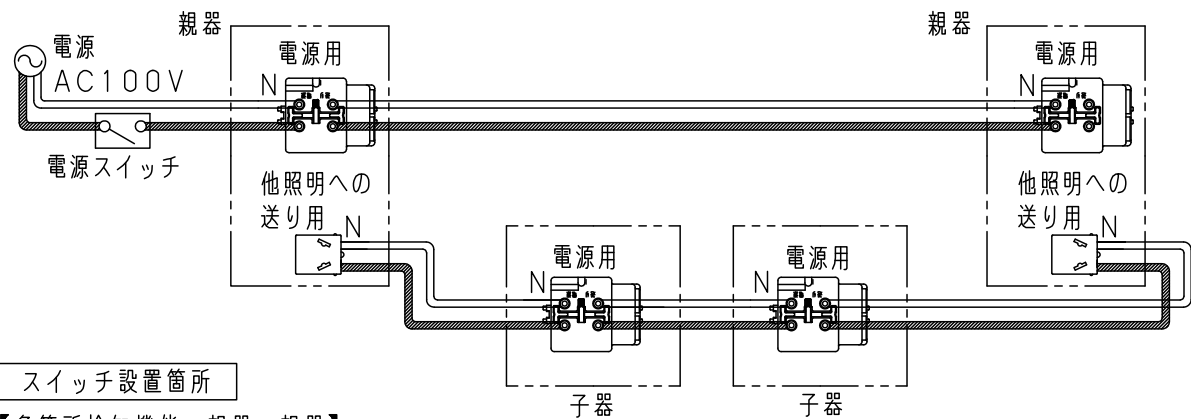 親器
親器
電源
AC100V
電源用
N
電源用
N
電源スイッチ
他照明への
送り用
N
他照明への
送り用
N
電源用
N
電源用
N
子器
子器
スイッチ設置箇所